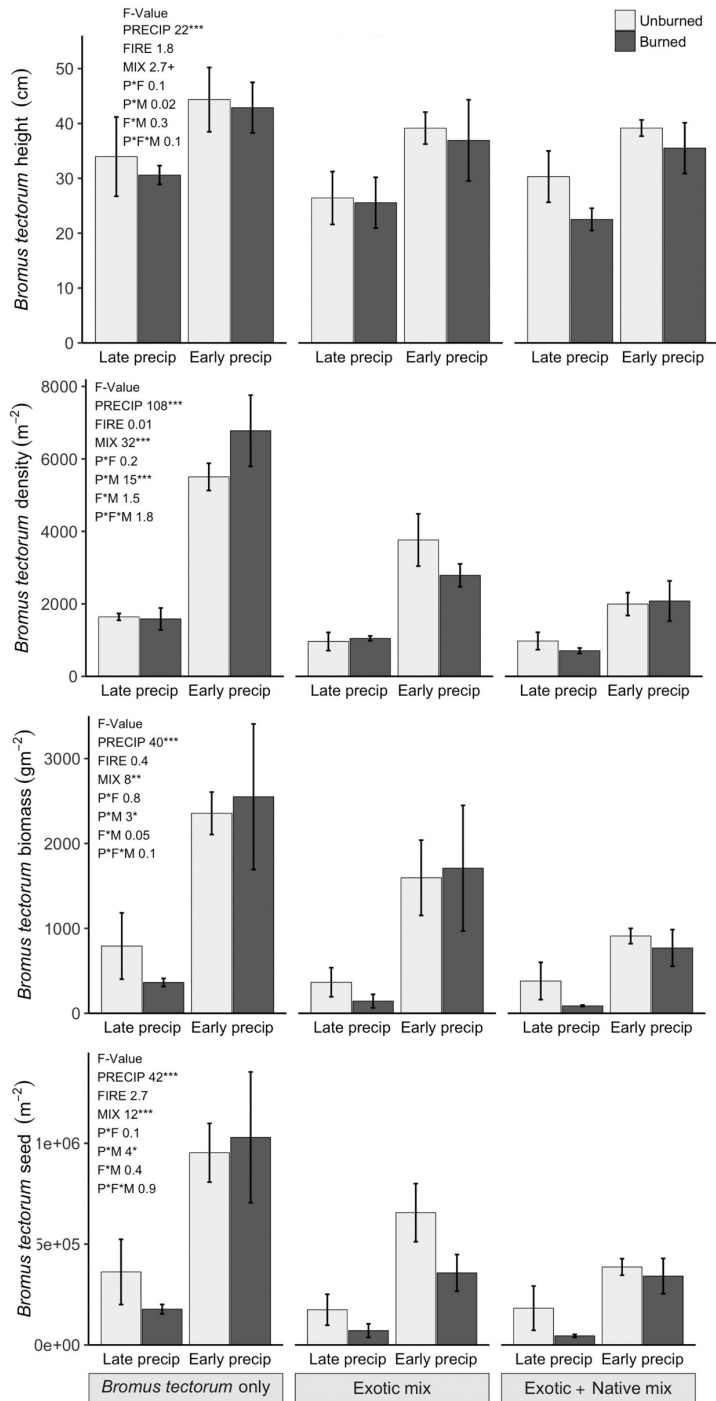 Unburned
Burned
F-Value
PRECIP 22***
FIRE 1.8
MIX 2.7+
P*F 0.1
P*M 0.02
F*M 0.3
P*F*M 0.1
Bromus tectorum height (cm)
50
40
30
20
10
0
Late precip Early precip Late precip Early precip Late precip Early precip
F-Value
PRECIP 108***
FIRE 0.01
MIX 32***
P*F 0.2
P*M 15***
F*M 1.5
P*F*M 1.8
Bromus tectorum density (m⁻²)
8000
6000
4000
2000
0
Late precip Early precip Late precip Early precip Late precip Early precip
F-Value
PRECIP 40***
FIRE 0.4
MIX 8**
P*F 0.8
P*M 3*
F*M 0.05
P*F*M 0.1
Bromus tectorum biomass (gm⁻²)
3000
2000
1000
0
Late precip Early precip Late precip Early precip Late precip Early precip
F-Value
PRECIP 42***
FIRE 2.7
MIX 12***
P*F 0.1
P*M 4*
F*M 0.4
P*F*M 0.9
Bromus tectorum seed (m⁻²)
1e+06
5e+05
0e+00
Late precip Early precip Late precip Early precip Late precip Early precip
Bromus tectorum only Exotic mix Exotic + Native mix